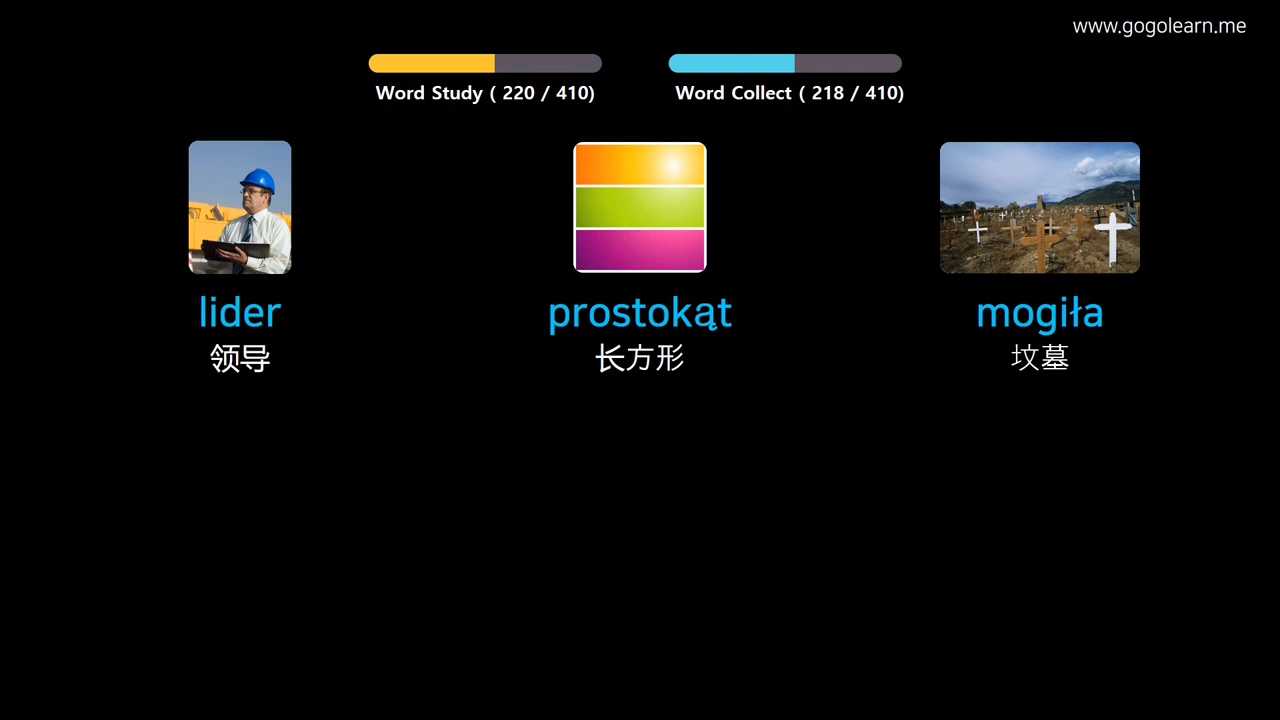 www.gogolearn.me
Word Study ( 220 / 410)
Word Collect ( 218 / 410)
lider
prostokąt
mogiła
领导
长方形
坟墓